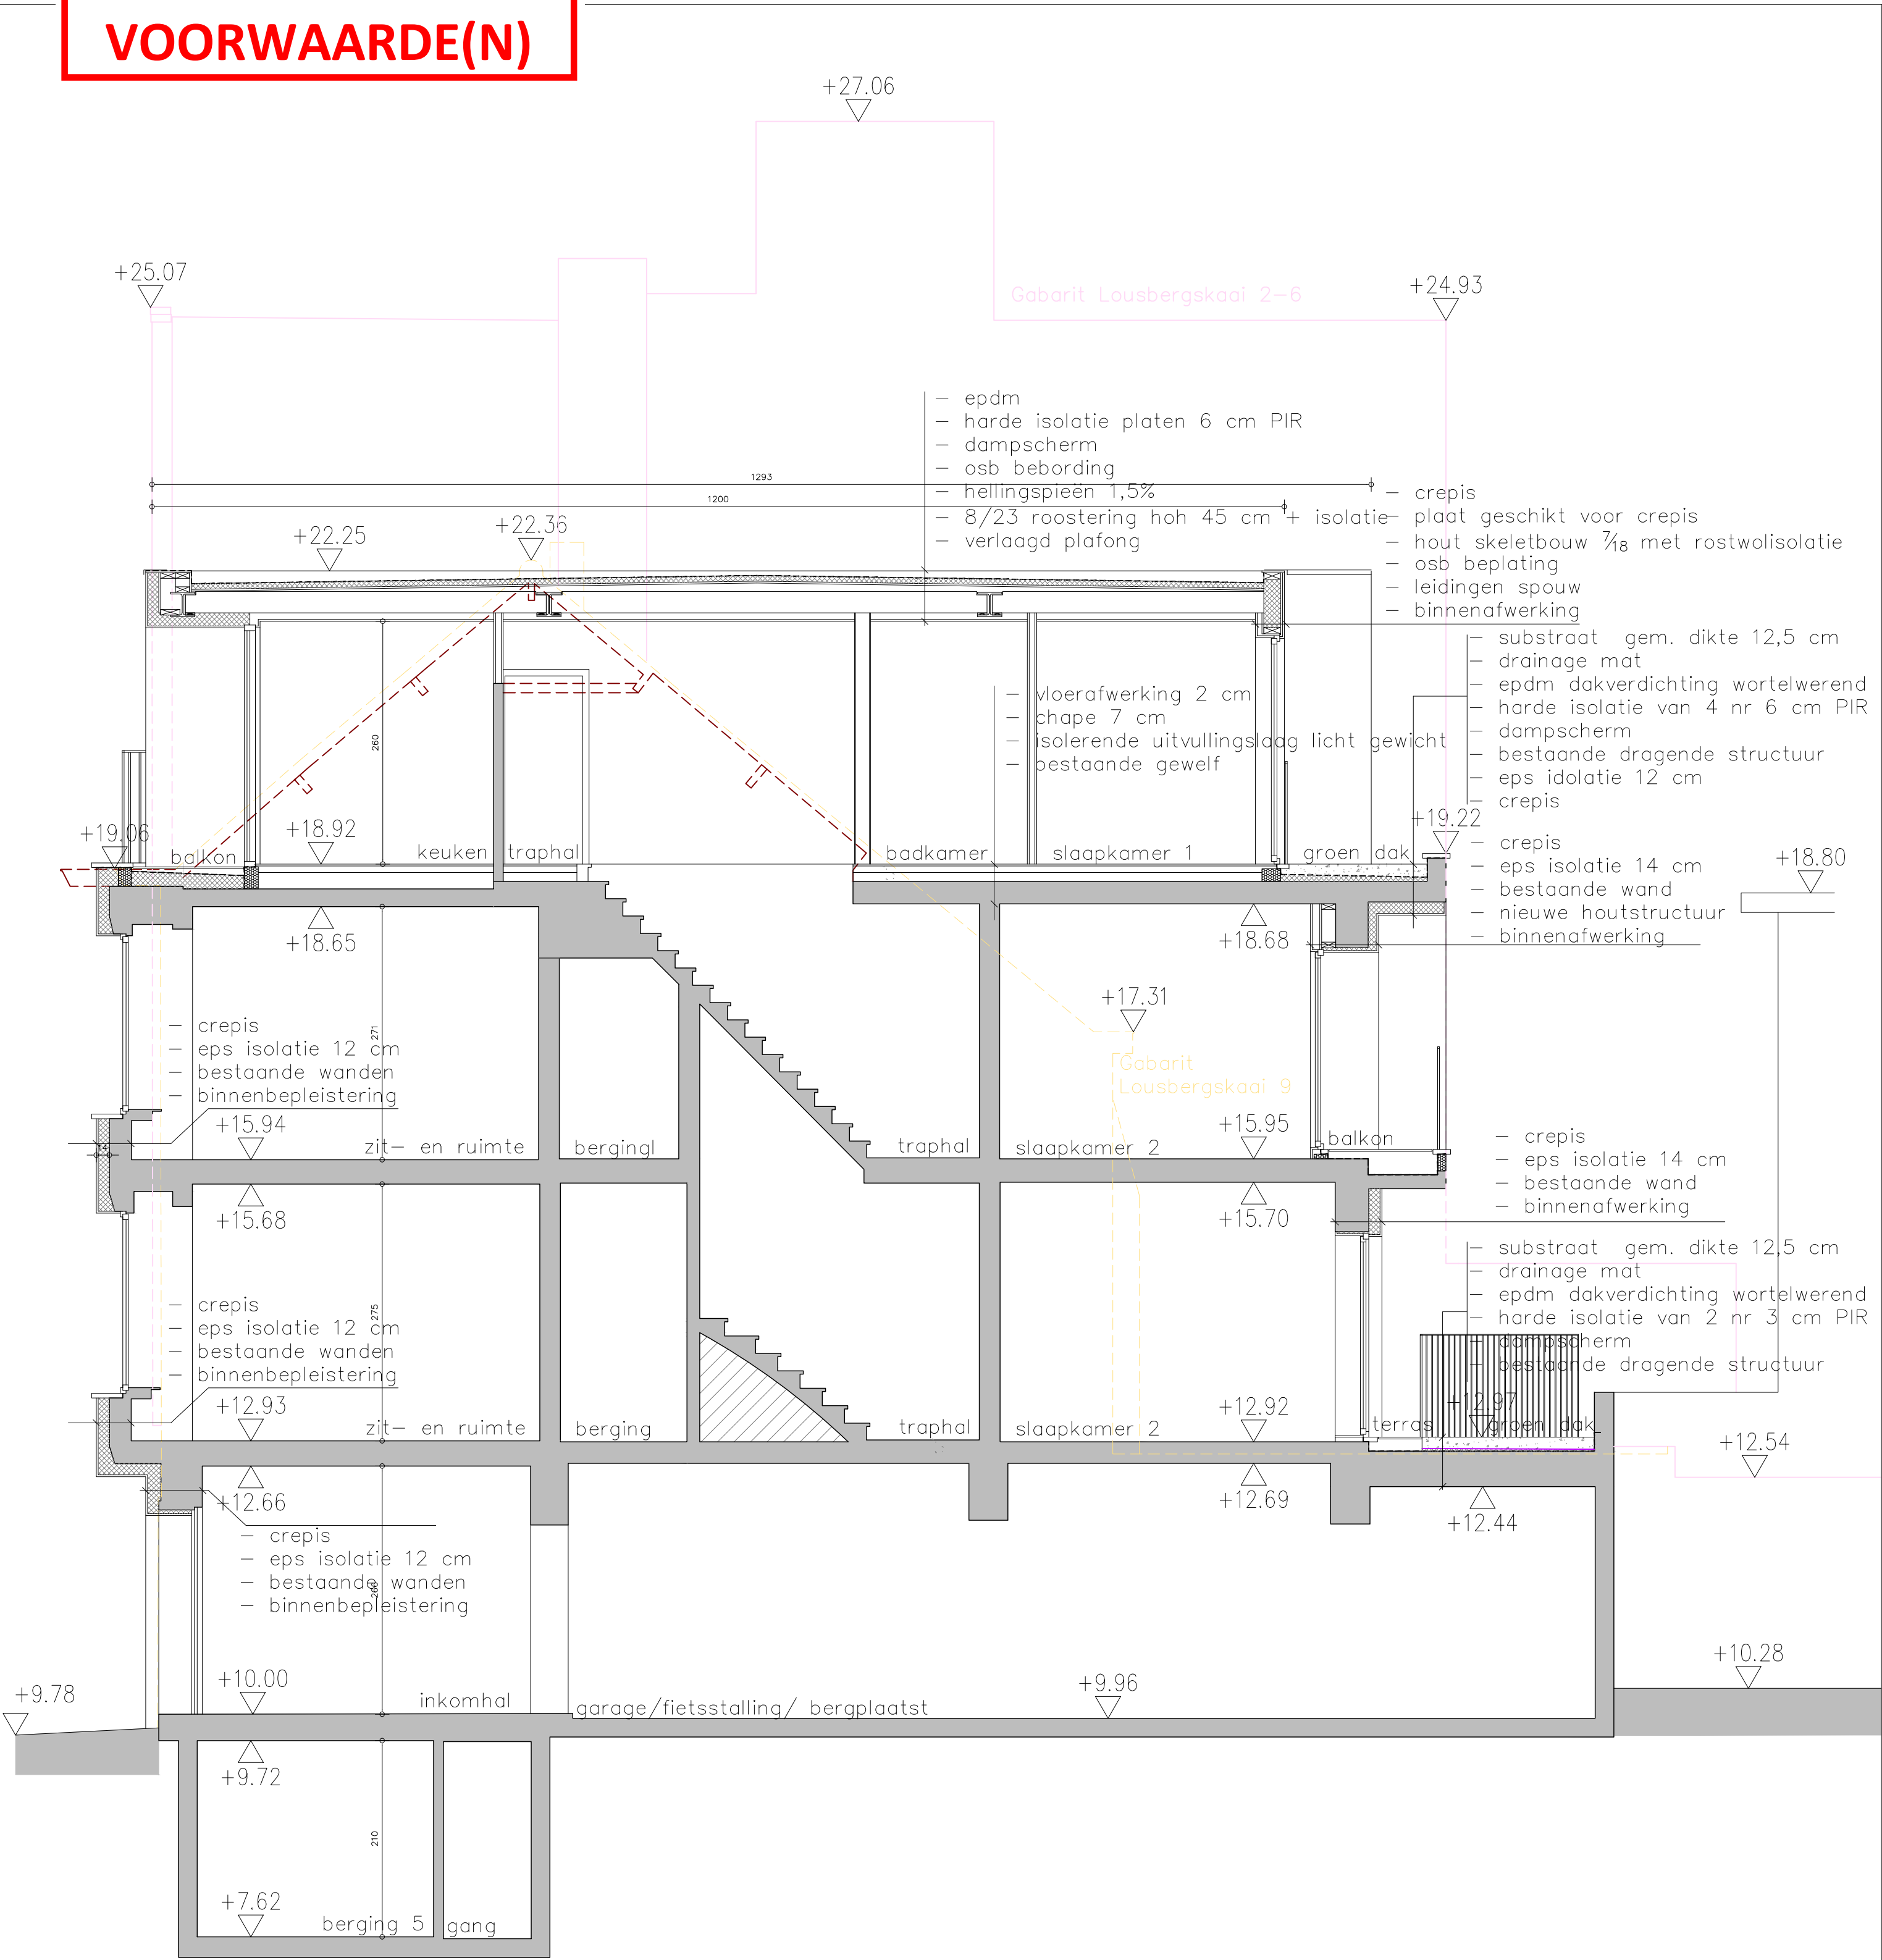 VOORWAARDE(N)
+27.06
+25.07
Gabarit Lousbergskaai 2-6
+24.93
- epdm
- harde isolatie platen 6 cm PIR
- dampscherm
- osb bebording
- hellingspieën 1,5%
- 8/23 roostering hoh 45 cm + isolatie
- verlaagd plafong
1293
1200
+22.25
+22.36
- crepis
- plaat geschikt voor crepis
- hout skeletbouw 7/18 met rostwolisolatie
- osb beplating
- leidingen spouw
- binnenafwerking
- substraat gem. dikte 12,5 cm
- drainage mat
- epdm dakverdichting wortelwerend
- harde isolatie van 4 nr 6 cm PIR
- dampscherm
- bestaande dragende structuur
- eps idolatie 12 cm
- crepis
- vloerafwerking 2 cm
- chape 7 cm
- isolerende uitvullingslaag licht gewicht
- bestaande gewelf
260
+19.06
balkon
+18.92
keuken
traphal
badkamer
slaapkamer 1
groen dak
+19.22
+18.80
- crepis
- eps isolatie 14 cm
- bestaande wand
- nieuwe houtstructuur
- binnenafwerking
+18.65
+18.68
+17.31
Gabarit
Lousbergskaai 9
- crepis
- eps isolatie 12 cm
- bestaande wanden
- binnenbepleistering
271
14
+15.94
zit- en ruimte
bergingl
traphal
slaapkamer 2
+15.95
balkon
- crepis
- eps isolatie 14 cm
- bestaande wand
- binnenafwerking
+15.68
+15.70
- substraat gem. dikte 12,5 cm
- drainage mat
- epdm dakverdichting wortelwerend
- harde isolatie van 2 nr 3 cm PIR
- dampscherm
- bestaande dragende structuur
- crepis
- eps isolatie 12 cm
- bestaande wanden
- binnenbepleistering
275
+12.93
zit- en ruimte
berging
traphal
slaapkamer 2
+12.92
terras
+12.97
groen dak
+12.54
+12.66
+12.69
+12.44
- crepis
- eps isolatie 12 cm
- bestaande wanden
- binnenbepleistering
+9.78
+10.00
inkomhal
garage/fietsstalling/ bergplaatst
+9.96
+10.28
+9.72
210
+7.62
berging 5
gang